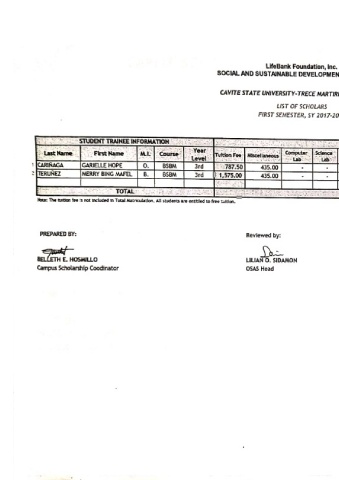 LifeBank Foundation, Inc.
SOCIAL AND SUSTAINABLE DEVELOPMEN
CAVITE STATE UNIVERSITY-TRECE MARTIR
LIST OF SCHOLARS
FIRST SEMESTER, SY 2017-20
STUDENT TRAINEE INFORMATION
Last Name First Name M.I. Course Year Level Tuition Fee Miscellaneous Computer Lab Science Lab
1 CARIÑAGA GARIELLE HOPE O. BSBM 3rd 787.50 435.00 - -
2 TERUÑEZ MERRY BING MAFEL B. BSBM 3rd 1,575.00 435.00 - -
TOTAL
Note: The tuition fee is not included in Total Matriculation. All students are entitled to free tuition.
PREPARED BY: Reviewed by:
BELLETH E. HOSMILLO LILIAN D. SIDAMON
Campus Scholarship Coodinator OSAS Head